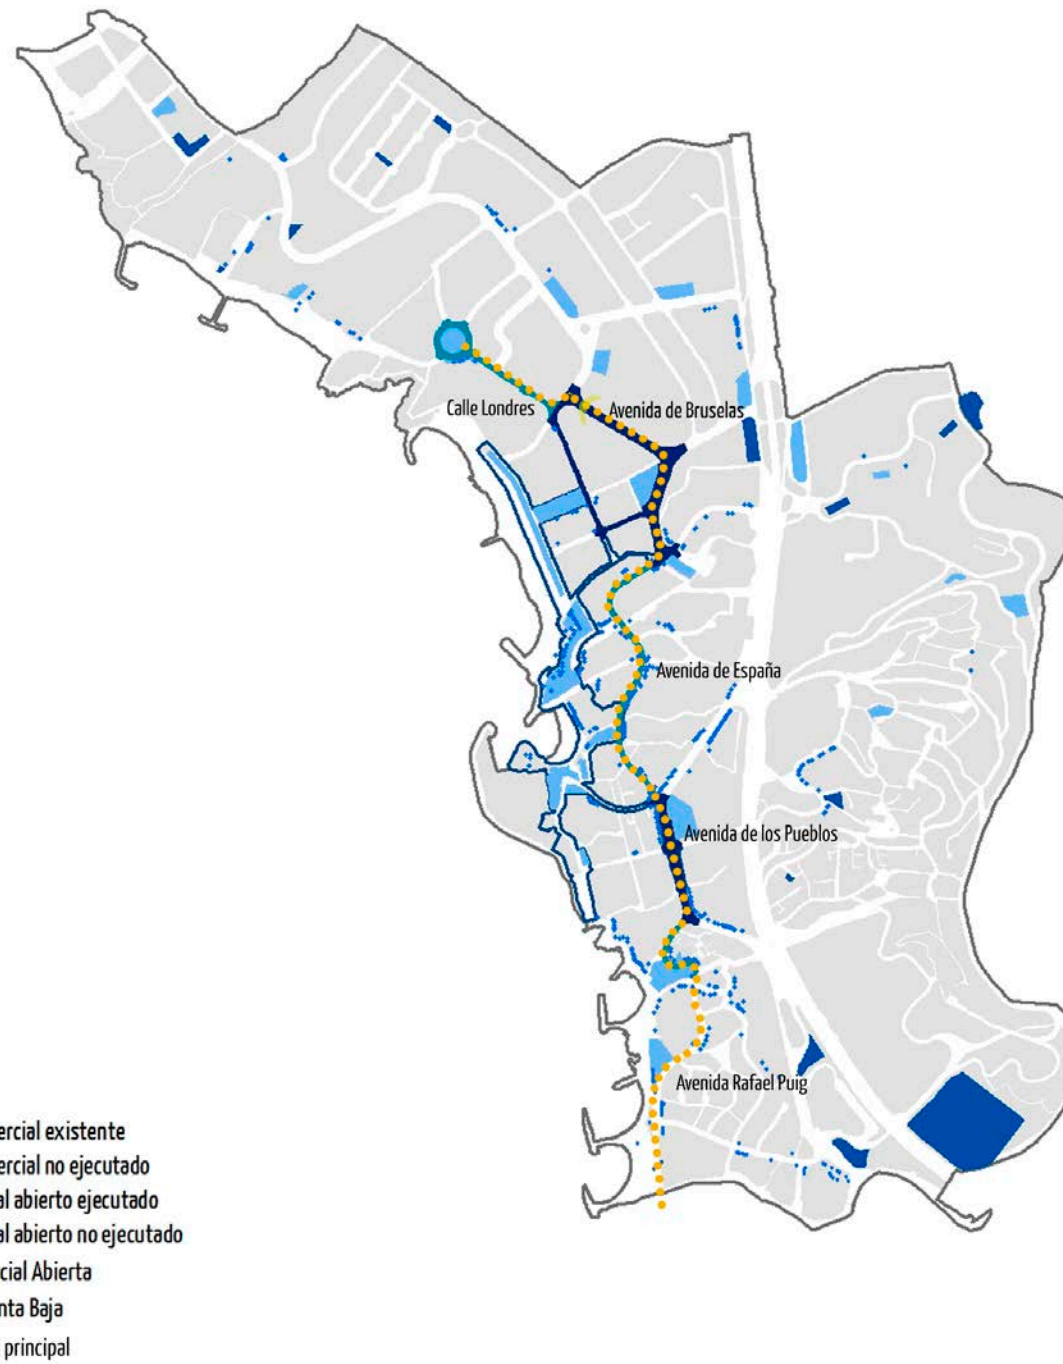 Calle Londres
Avenida de Bruselas
Avenida de España
Avenida de los Pueblos
Avenida Rafael Puig
ercial existente
ercial no ejecutado
al abierto ejecutado
al abierto no ejecutado
cial Abierta
nta Baja
principal